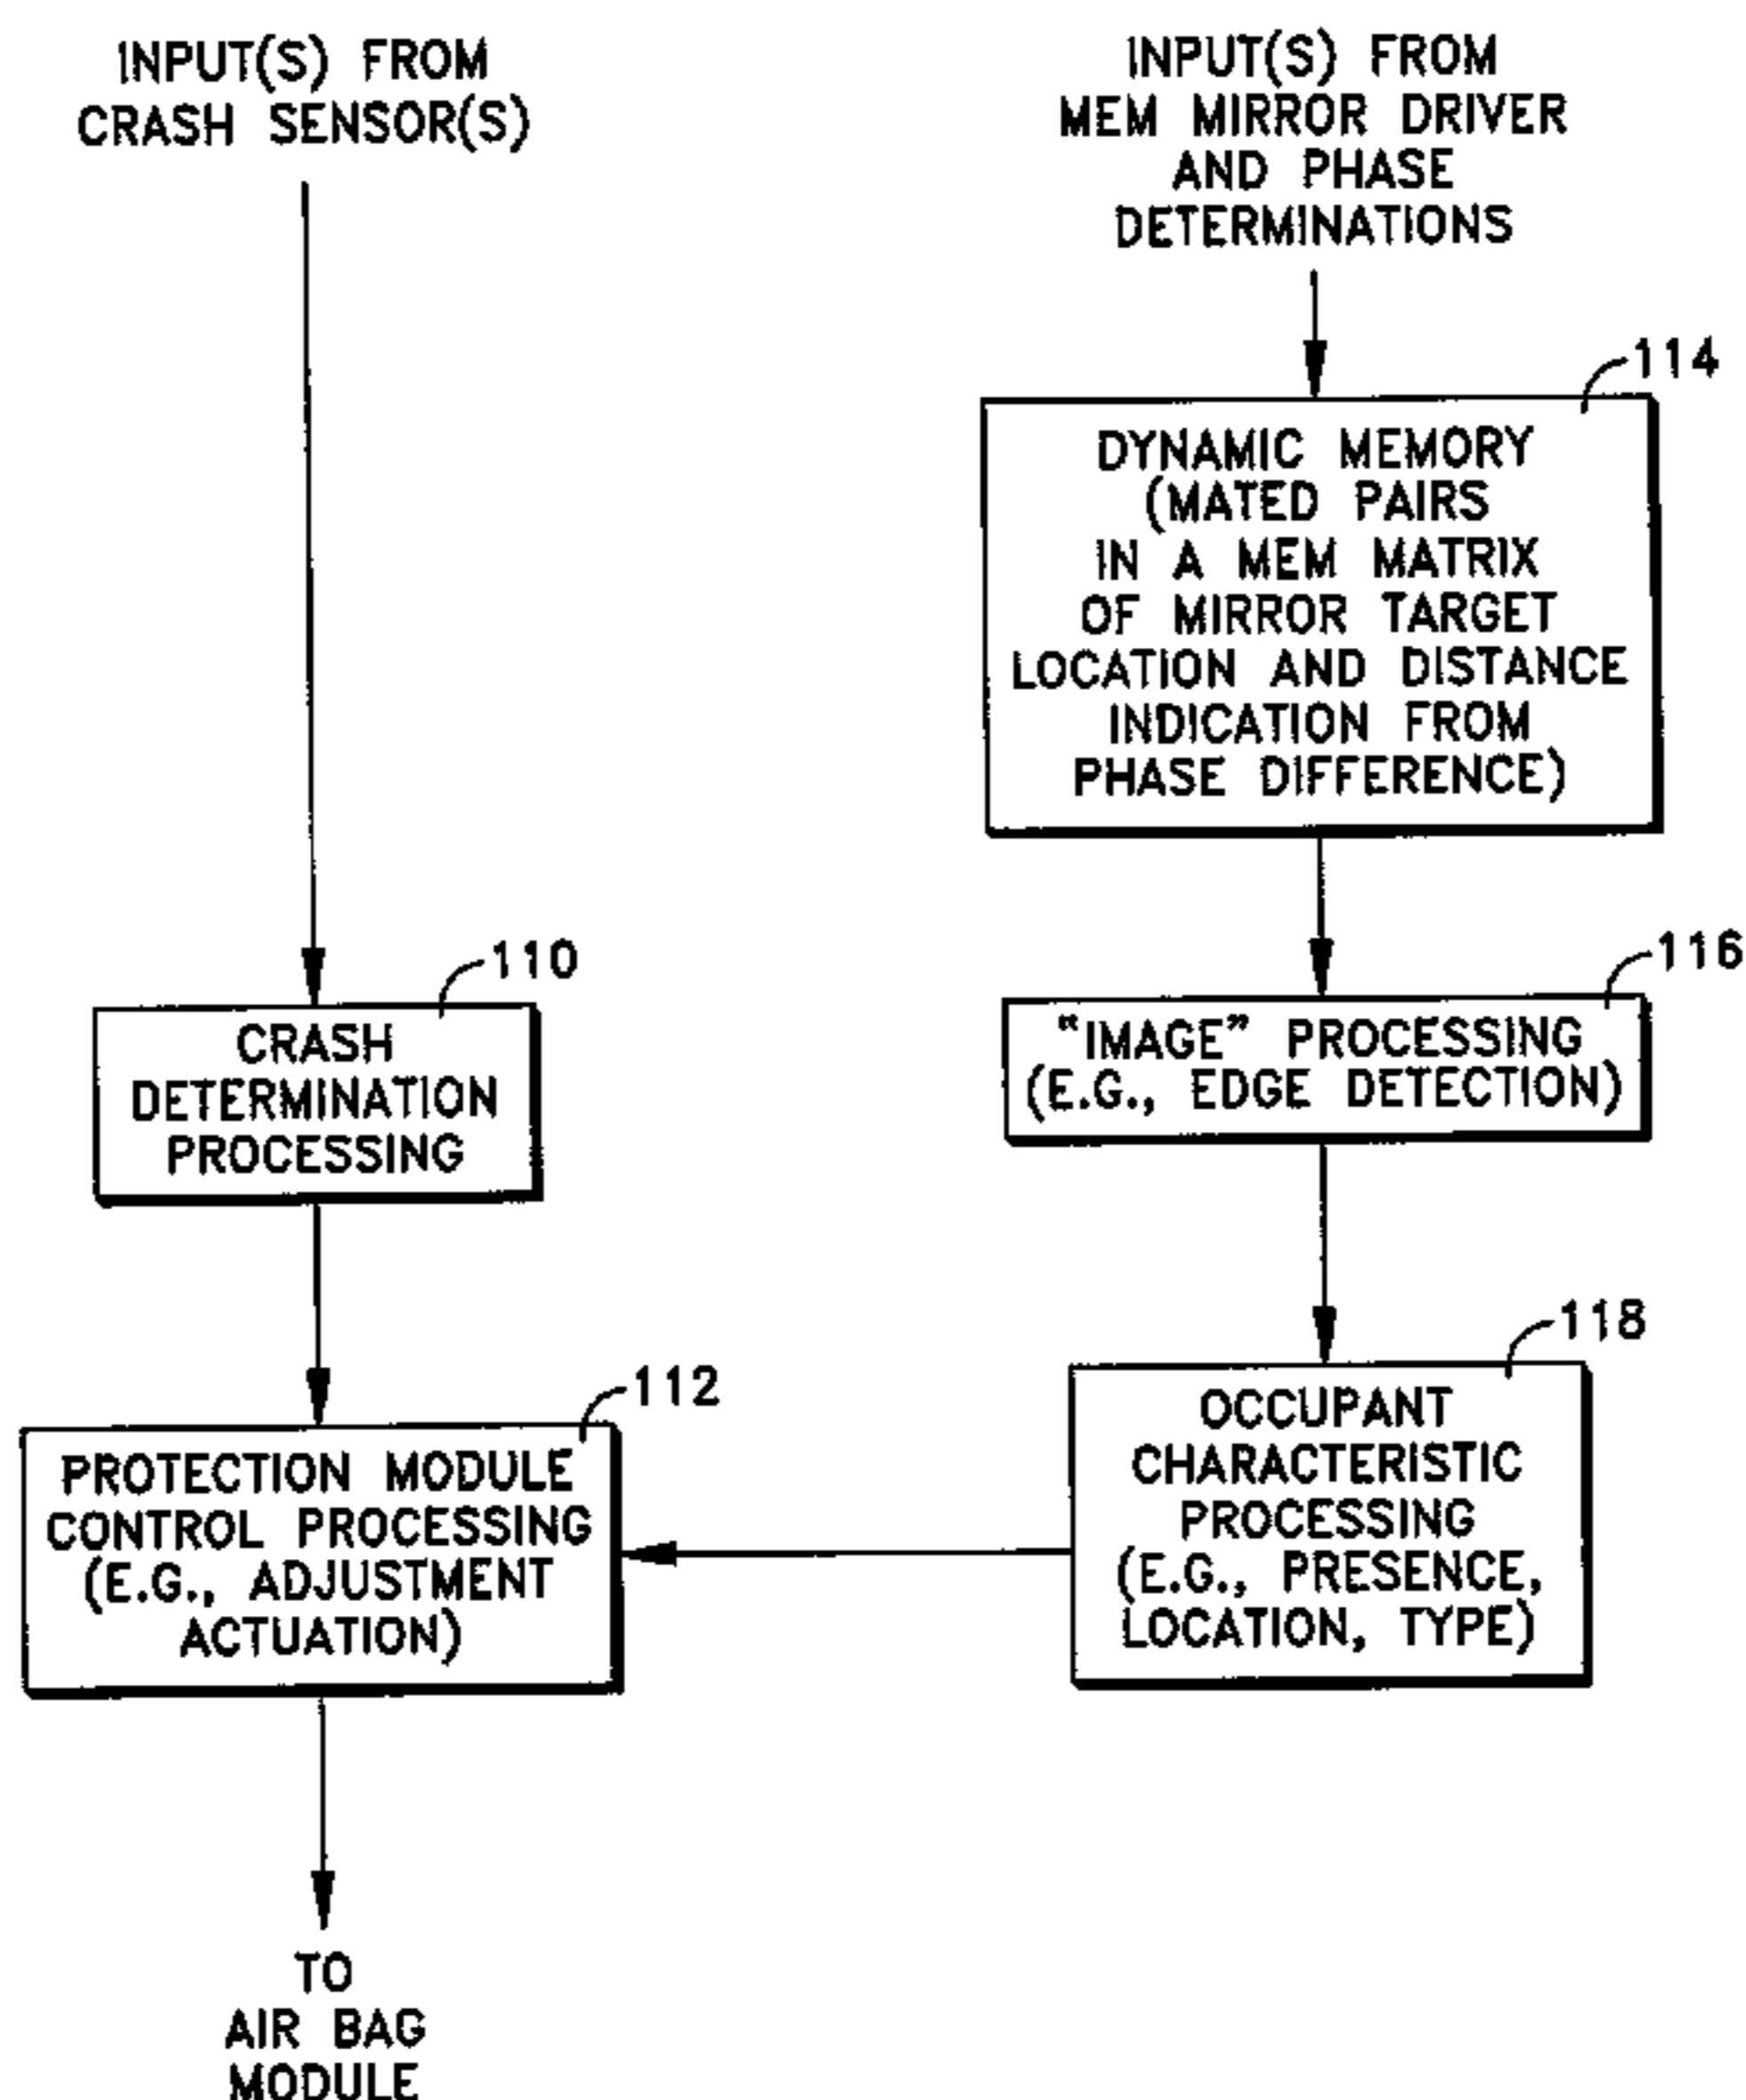 INPUT(S) FROM
CRASH SENSOR(S)
INPUT(S) FROM
MEM MIRROR DRIVER
AND PHASE
DETERMINATIONS
114
DYNAMIC MEMORY
(MATED PAIRS
IN A MEM MATRIX
OF MIRROR TARGET
LOCATION AND DISTANCE
INDICATION FROM
PHASE DIFFERENCE)
110
CRASH
DETERMINATION
PROCESSING
116
“IMAGE” PROCESSING
(E.G., EDGE DETECTION)
112
PROTECTION MODULE
CONTROL PROCESSING
(E.G., ADJUSTMENT
ACTUATION)
118
OCCUPANT
CHARACTERISTIC
PROCESSING
(E.G., PRESENCE,
LOCATION, TYPE)
TO
AIR BAG
MODULE